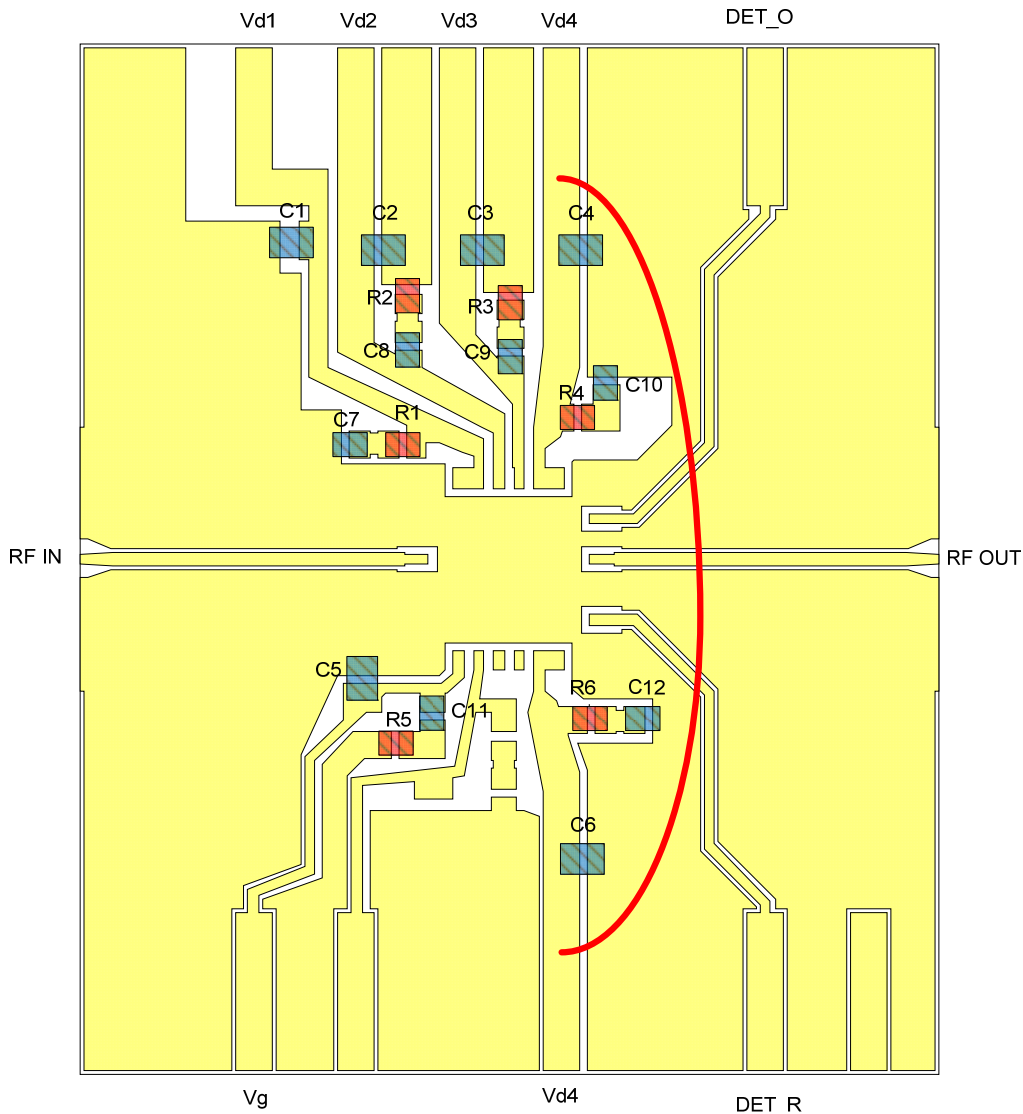 Vd1 Vd2 Vd3 Vd4 DET_O
C1 C2 C3 C4
R2 R3
C8 C9
C10
R4
C7 R1
RF IN RF OUT
C5
C11 R6 C12
R5
C6
Vg Vd4 DET_R